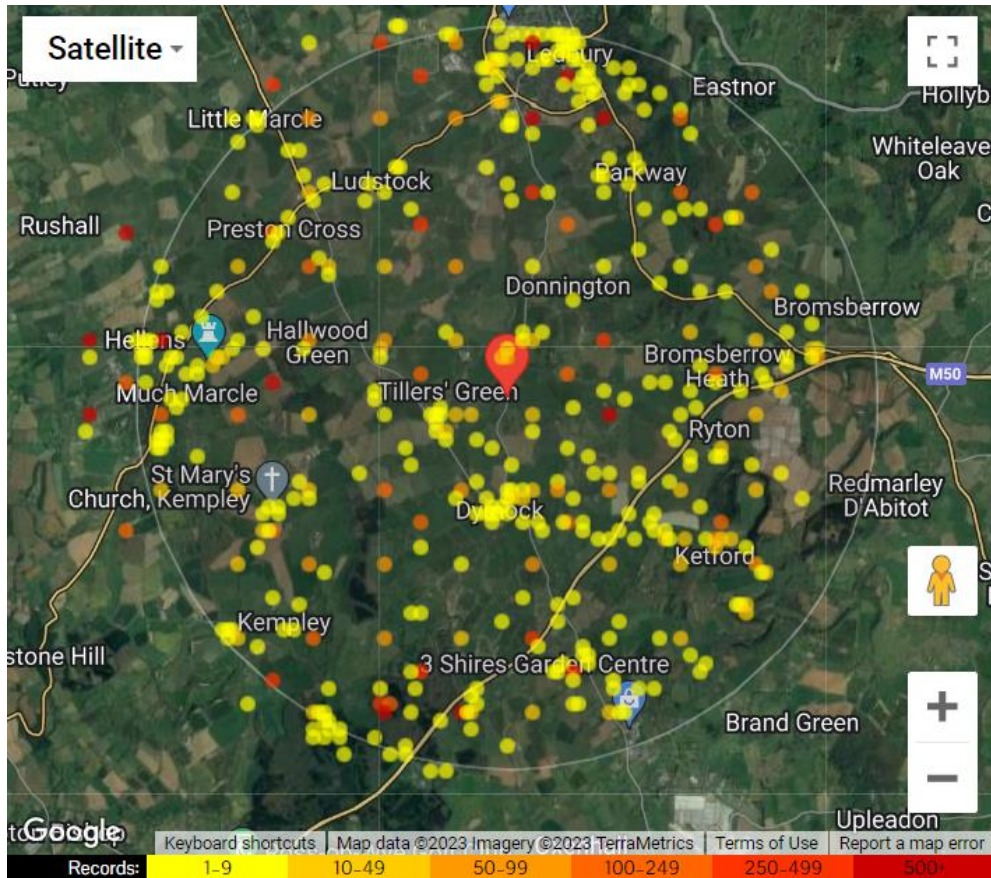 Satellite
Ledbury
Putley
Eastnor
Hollyb
Little Marcle
Whiteleave
Oak
Ludstock
Parkway
Rushall
C
Preston Cross
Donnington
Bromsberrow
Hellens
Hallwood
Green
Bromsberrow
Heath
M50
Much Marcle
Tillers' Green
Ryton
St Mary's
Church, Kempley
Redmarley
D'Abitot
Dymock
Ketford
S
Kempley
stone Hill
3 Shires Garden Centre
Brand Green
Upleadon
Google
Keyboard shortcuts
Map data ©2023 Imagery ©2023 TerraMetrics
Terms of Use
Report a map error
Records:
1-9
10-49
50-99
100-249
250-499
500+